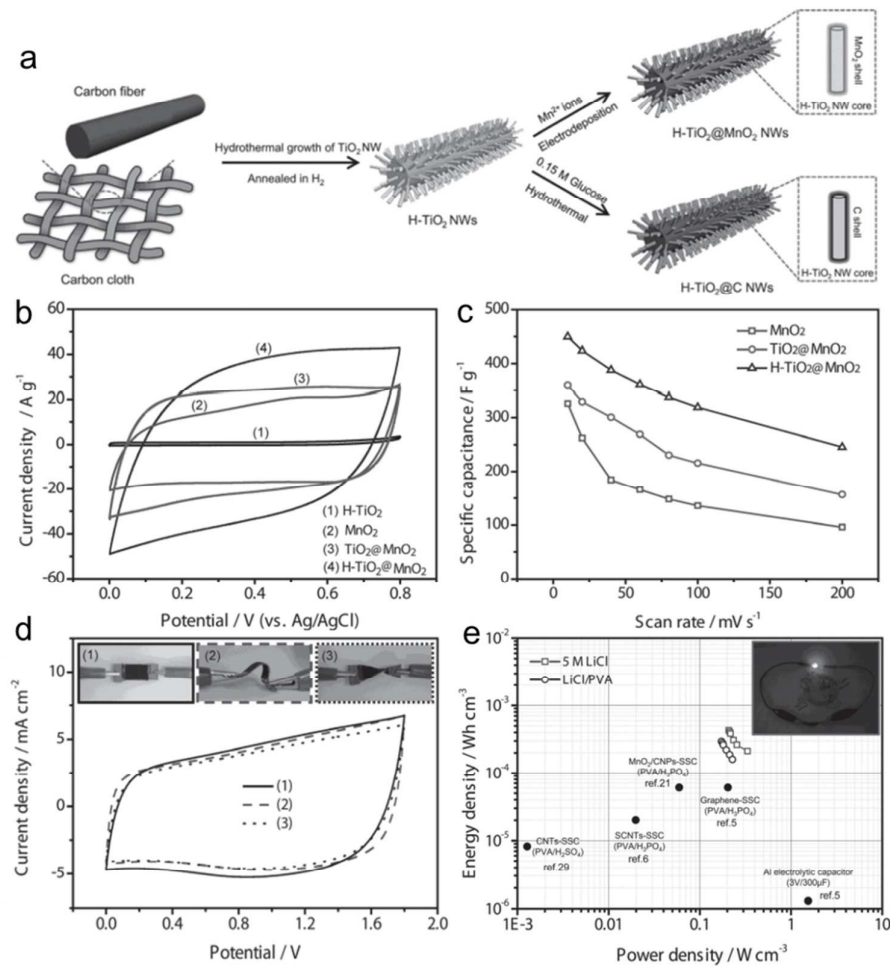 a
Carbon fiber
Carbon cloth
Hydrothermal growth of TiO₂ NW
Annealed in H₂
H-TiO₂ NWs
Mn²⁺ ions
Electrodeposition
0.15 M Glucose
Hydrothermal
H-TiO₂@MnO₂ NWs
MnO₂ shell
H-TiO₂ NW core
H-TiO₂@C NWs
C shell
H-TiO₂ NW core
b
Current density / A g⁻¹
60
40
20
0
-20
-40
-60
(4)
(3)
(2)
(1)
(1) H-TiO₂
(2) MnO₂
(3) TiO₂@MnO₂
(4) H-TiO₂@MnO₂
0.0 0.2 0.4 0.6 0.8
Potential / V (vs. Ag/AgCl)
c
Specific capacitance / F g⁻¹
500
400
300
200
100
0
MnO₂
TiO₂@MnO₂
H-TiO₂@MnO₂
0 50 100 150 200
Scan rate / mV s⁻¹
d
Current density / mA cm⁻²
10
5
0
-5
(1)
(2)
(3)
(1)
(2)
(3)
0.0 0.4 0.8 1.2 1.6 2.0
Potential / V
e
Energy density / Wh cm⁻³
10⁻²
10⁻³
10⁻⁴
10⁻⁵
10⁻⁶
5 M LiCl
LiCl/PVA
MnO₂/CNPs-SSC
(PVA/H₃PO₄)
ref.21
Graphene-SSC
(PVA/H₃PO₄)
ref.5
CNTs-SSC
(PVA/H₂SO₄)
ref.29
SCNTs-SSC
(PVA/H₃PO₄)
ref.6
Al electrolytic capacitor
(3V/300µF)
ref.5
1E-3 0.01 0.1 1 10
Power density / W cm⁻³